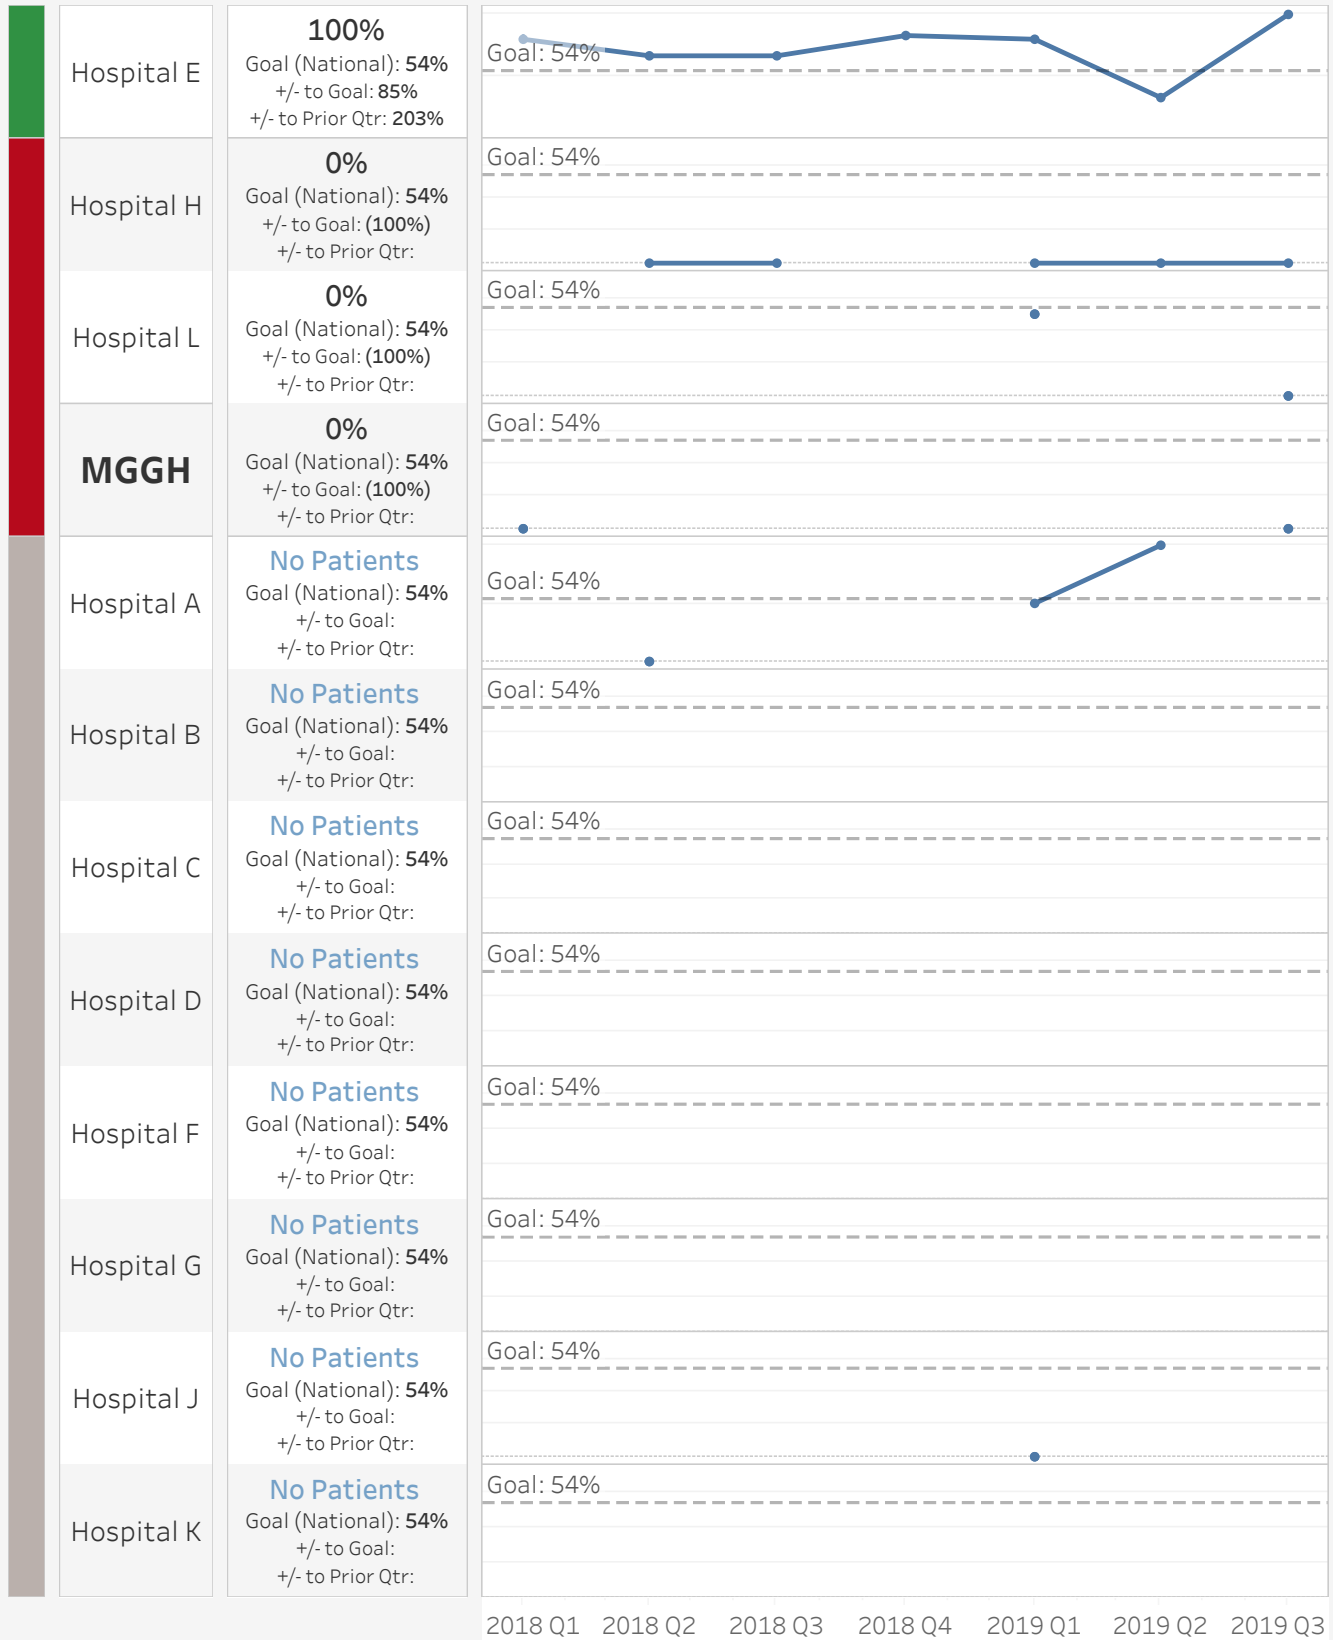 Hospital E
100%
Goal (National): 54%
+/- to Goal: 85%
+/- to Prior Qtr: 203%
Goal: 54%
Hospital H
0%
Goal (National): 54%
+/- to Goal: (100%)
+/- to Prior Qtr:
Goal: 54%
Hospital L
0%
Goal (National): 54%
+/- to Goal: (100%)
+/- to Prior Qtr:
Goal: 54%
MGGH
0%
Goal (National): 54%
+/- to Goal: (100%)
+/- to Prior Qtr:
Goal: 54%
Hospital A
No Patients
Goal (National): 54%
+/- to Goal:
+/- to Prior Qtr:
Goal: 54%
Hospital B
No Patients
Goal (National): 54%
+/- to Goal:
+/- to Prior Qtr:
Goal: 54%
Hospital C
No Patients
Goal (National): 54%
+/- to Goal:
+/- to Prior Qtr:
Goal: 54%
Hospital D
No Patients
Goal (National): 54%
+/- to Goal:
+/- to Prior Qtr:
Goal: 54%
Hospital F
No Patients
Goal (National): 54%
+/- to Goal:
+/- to Prior Qtr:
Goal: 54%
Hospital G
No Patients
Goal (National): 54%
+/- to Goal:
+/- to Prior Qtr:
Goal: 54%
Hospital J
No Patients
Goal (National): 54%
+/- to Goal:
+/- to Prior Qtr:
Goal: 54%
Hospital K
No Patients
Goal (National): 54%
+/- to Goal:
+/- to Prior Qtr:
Goal: 54%
2018 Q1 2018 Q2 2018 Q3 2018 Q4 2019 Q1 2019 Q2 2019 Q3